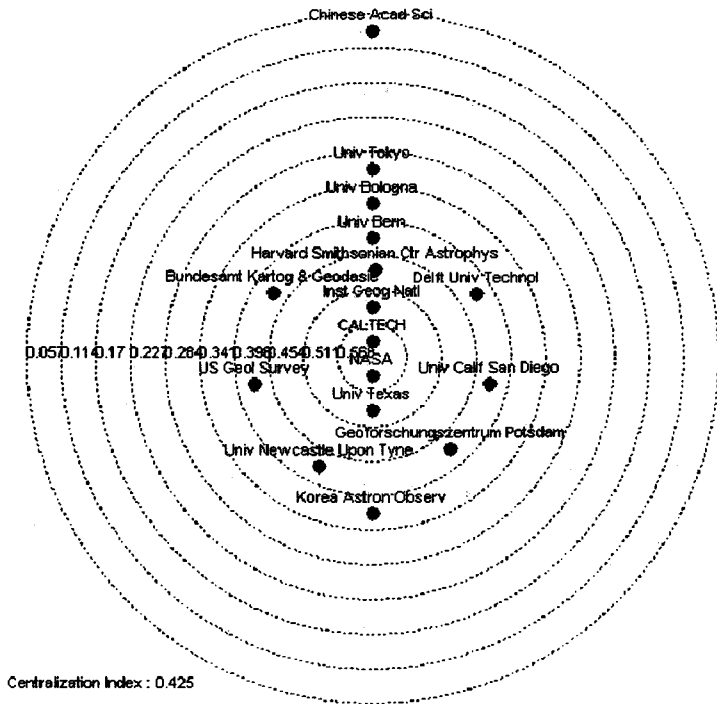 Chinese Acad Sci
Univ Tokyo
Univ Bologna
Univ Bern
Harvard Smithsonian Ctr Astrophys
Bundesamt Kartog & Geodasie
Delft Univ Technol
Inst Geog Natl
CALTECH
0.057 0.114 0.17 0.227 0.284 0.341 0.398 0.454 0.511 0.568
NASA
US Geol Survey
Univ Calif San Diego
Univ Texas
Geoforschungszentrum Potsdam
Univ Newcastle Upon Tyne
Korea Astron Observ
Centralization Index : 0.425